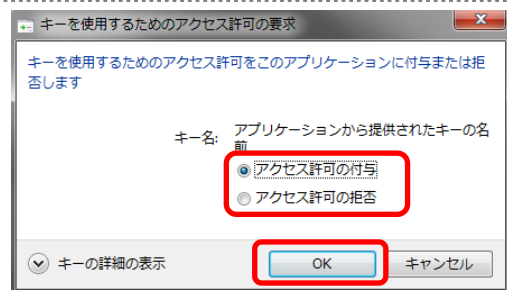 キーを使用するためのアクセス許可の要求
キーを使用するためのアクセス許可をこのアプリケーションに付与または拒
否します
キー名: アプリケーションから提供されたキーの名
前
アクセス許可の付与
アクセス許可の拒否
キーの詳細の表示 OK キャンセル